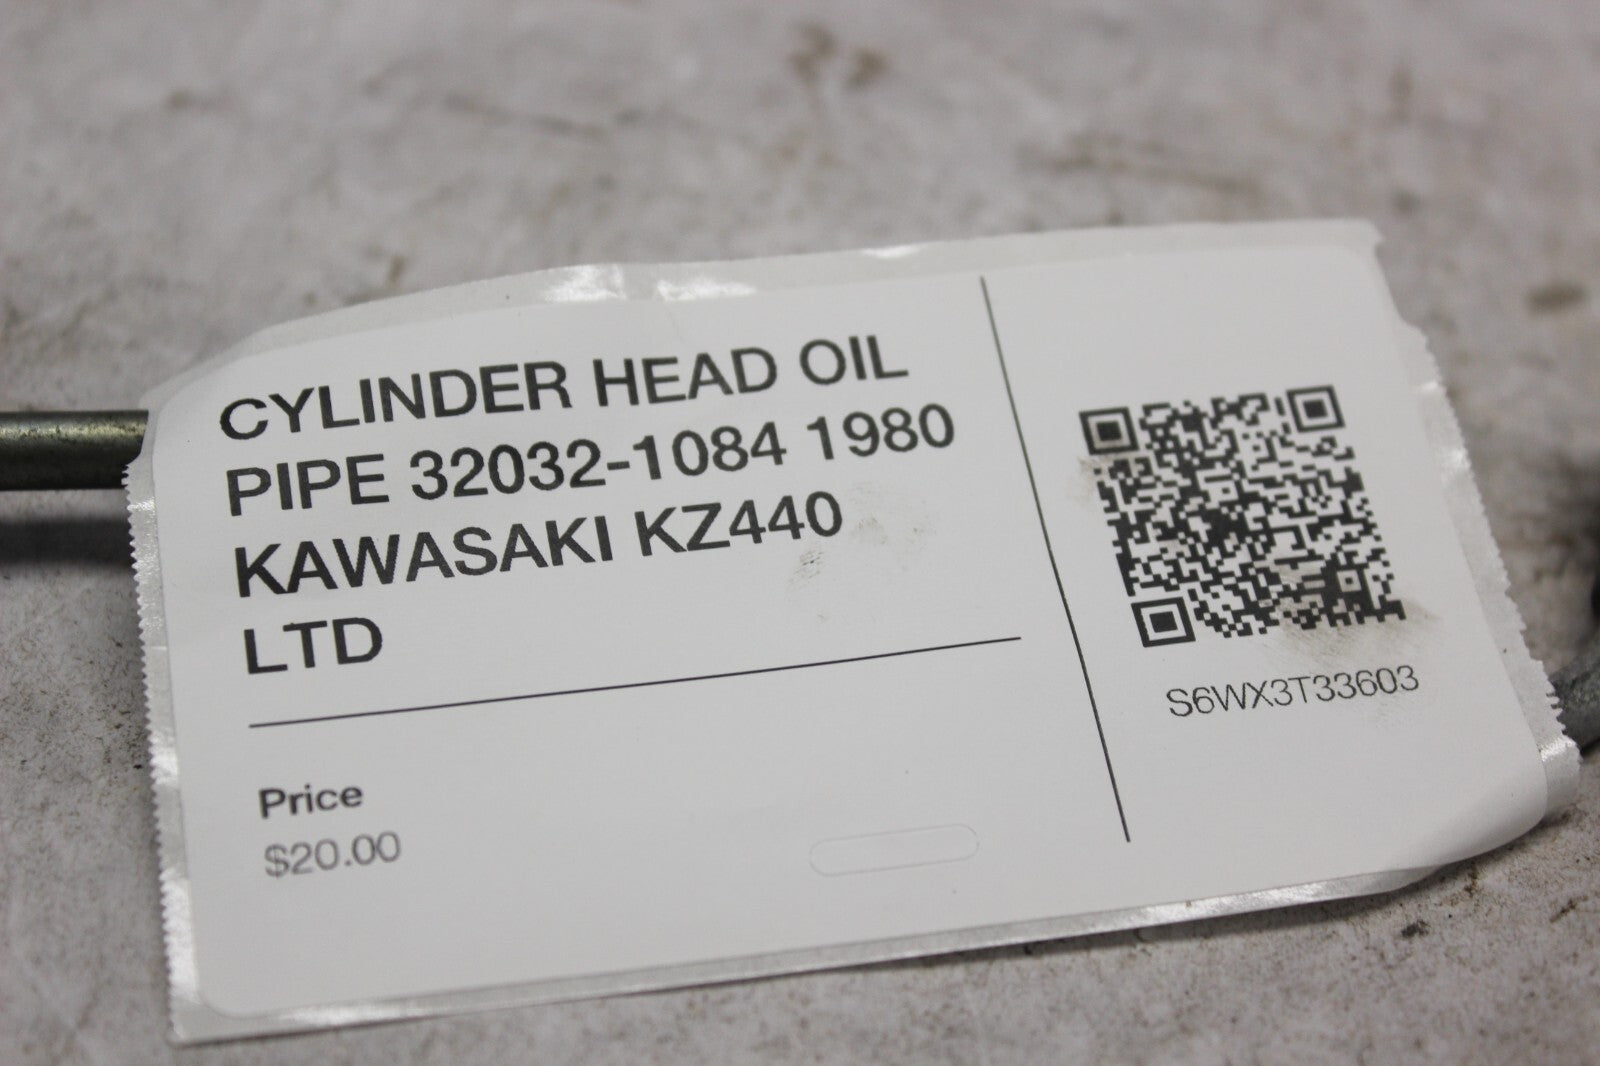 CYLINDER HEAD OIL
PIPE 32032-1084 1980
KAWASAKI KZ440
LTD
Price
$20.00
S6WX3T33603